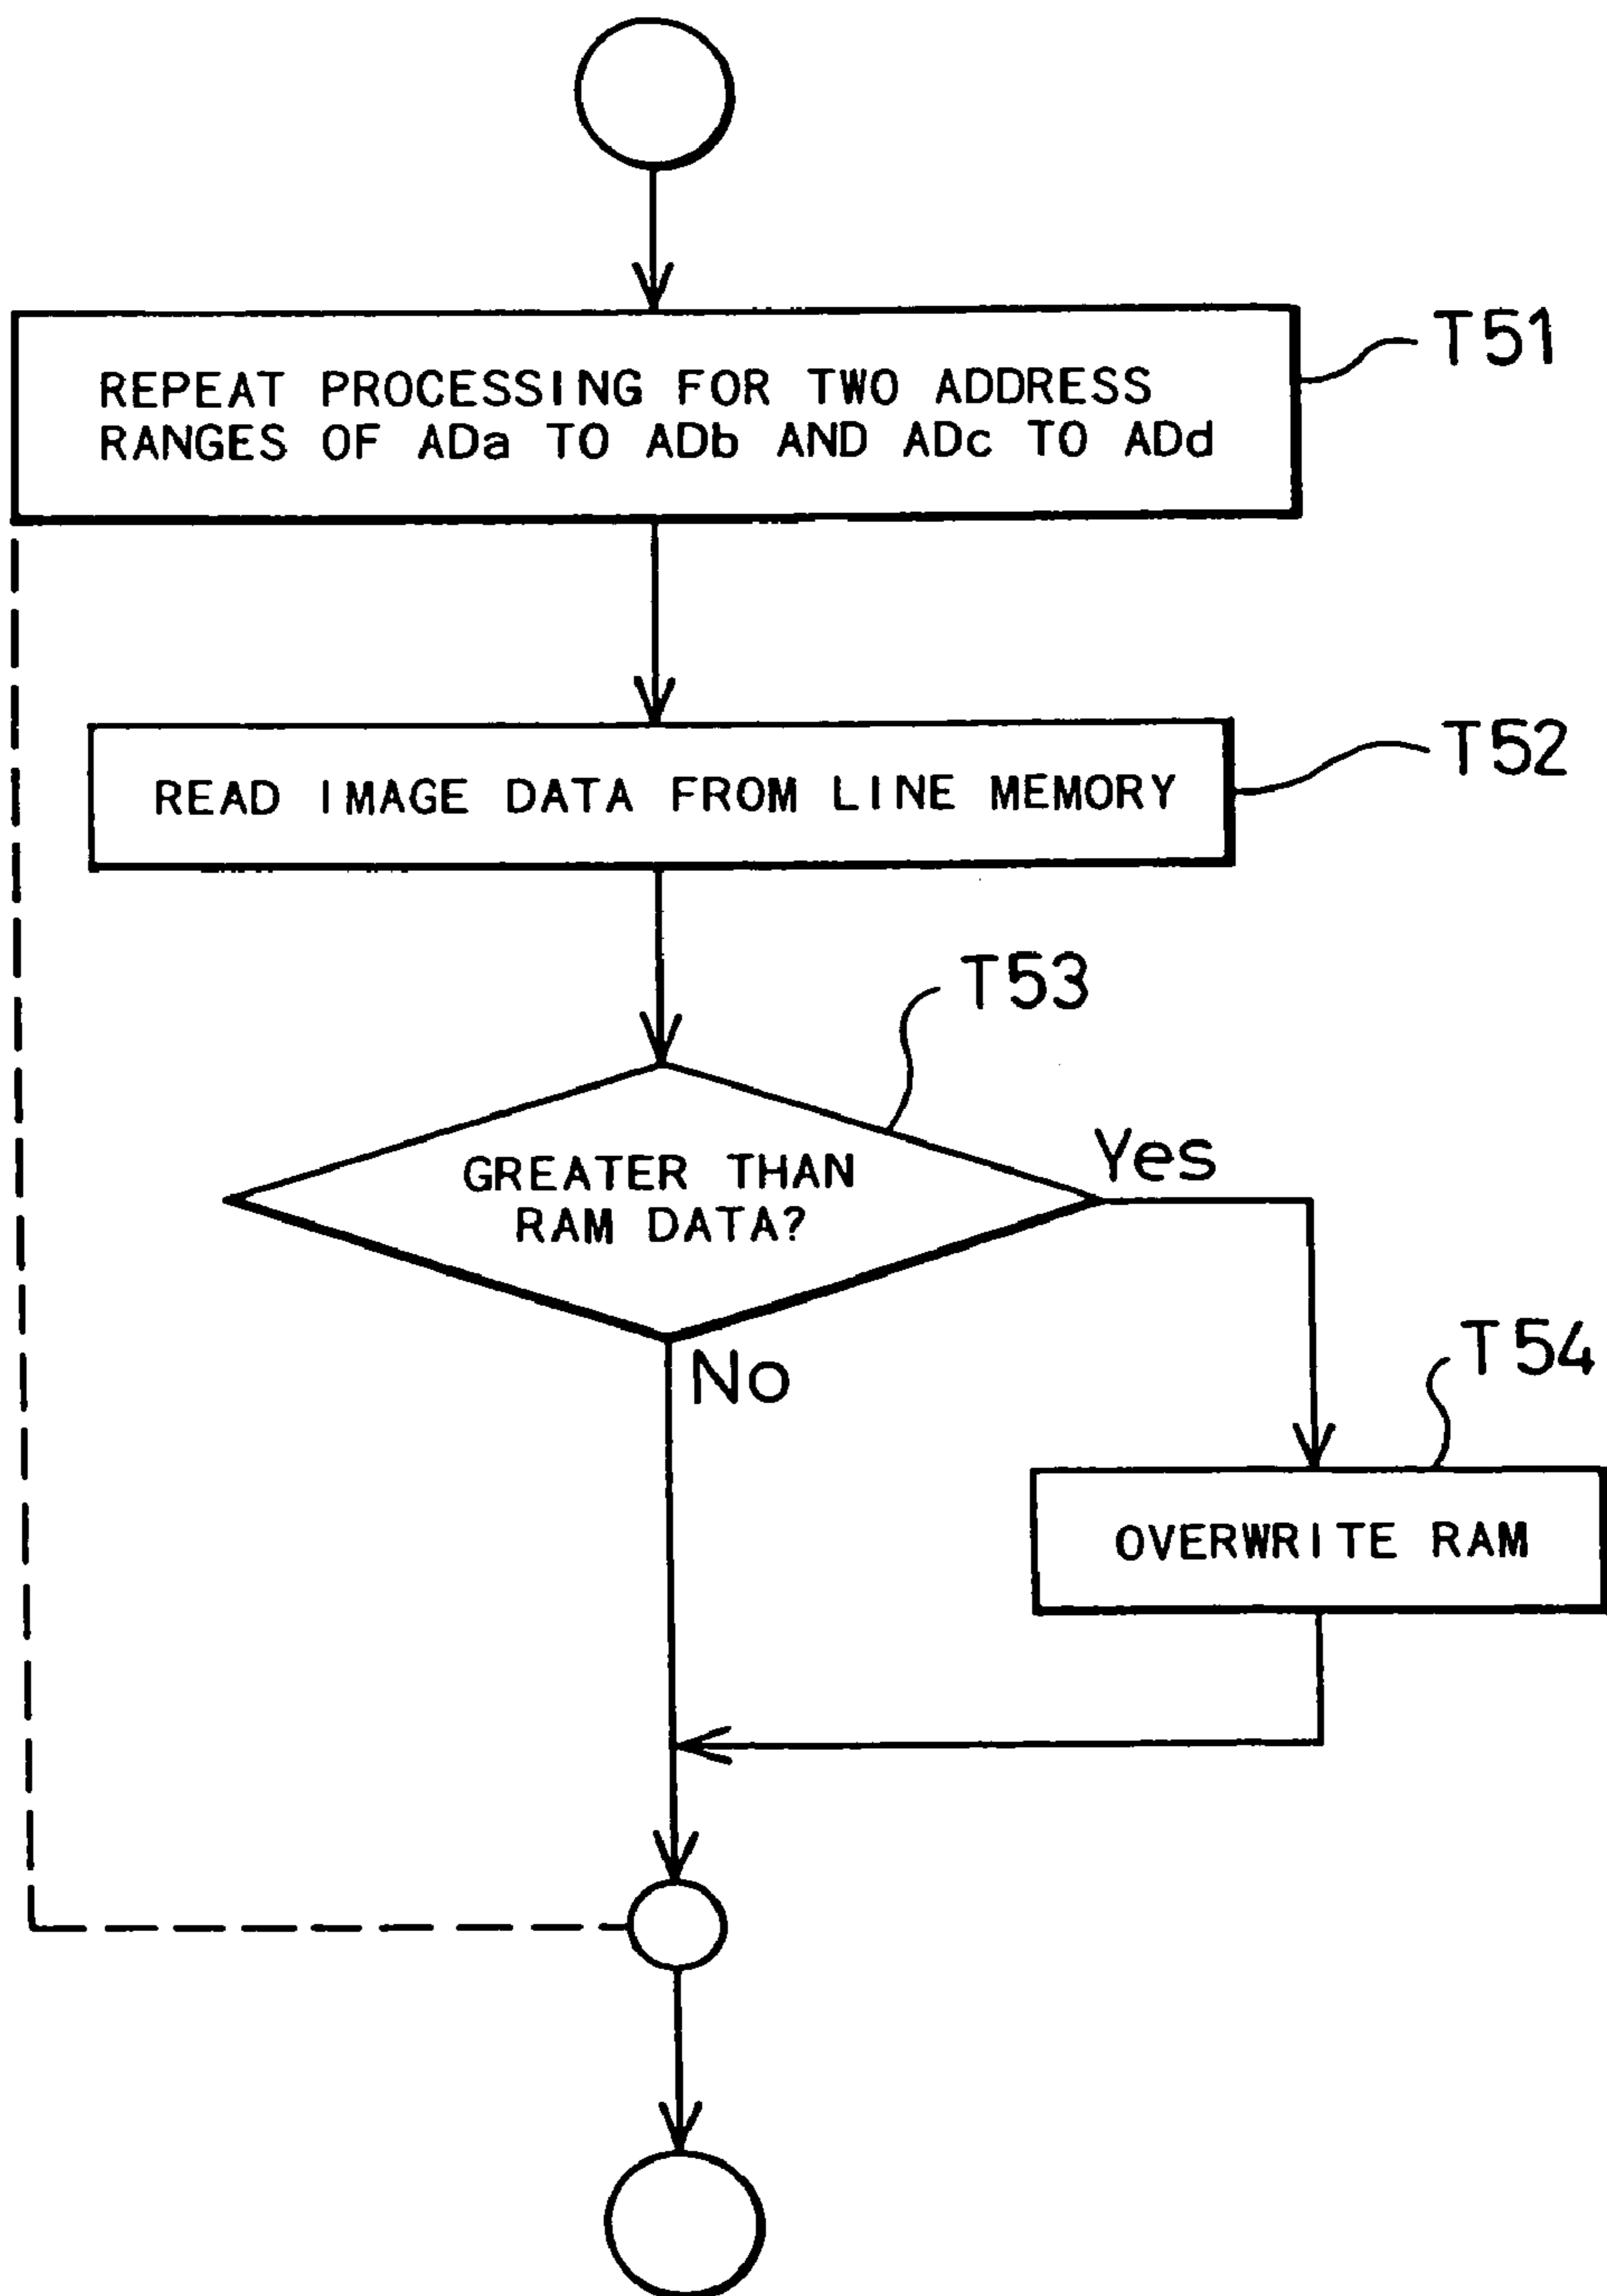 T51
REPEAT PROCESSING FOR TWO ADDRESS
RANGES OF ADa TO ADb AND ADc TO ADd
T52
READ IMAGE DATA FROM LINE MEMORY
T53
GREATER THAN
RAM DATA?
Yes
No
T54
OVERWRITE RAM